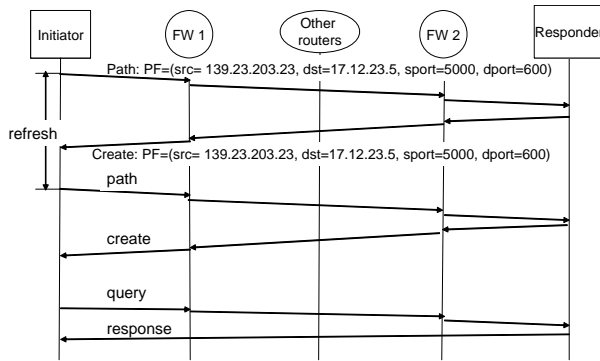 Initiator
FW 1
Other
routers
FW 2
Responder
Path: PF=(src= 139.23.203.23, dst=17.12.23.5, sport=5000, dport=600)
refresh
Create: PF=(src= 139.23.203.23, dst=17.12.23.5, sport=5000, dport=600)
path
create
query
response